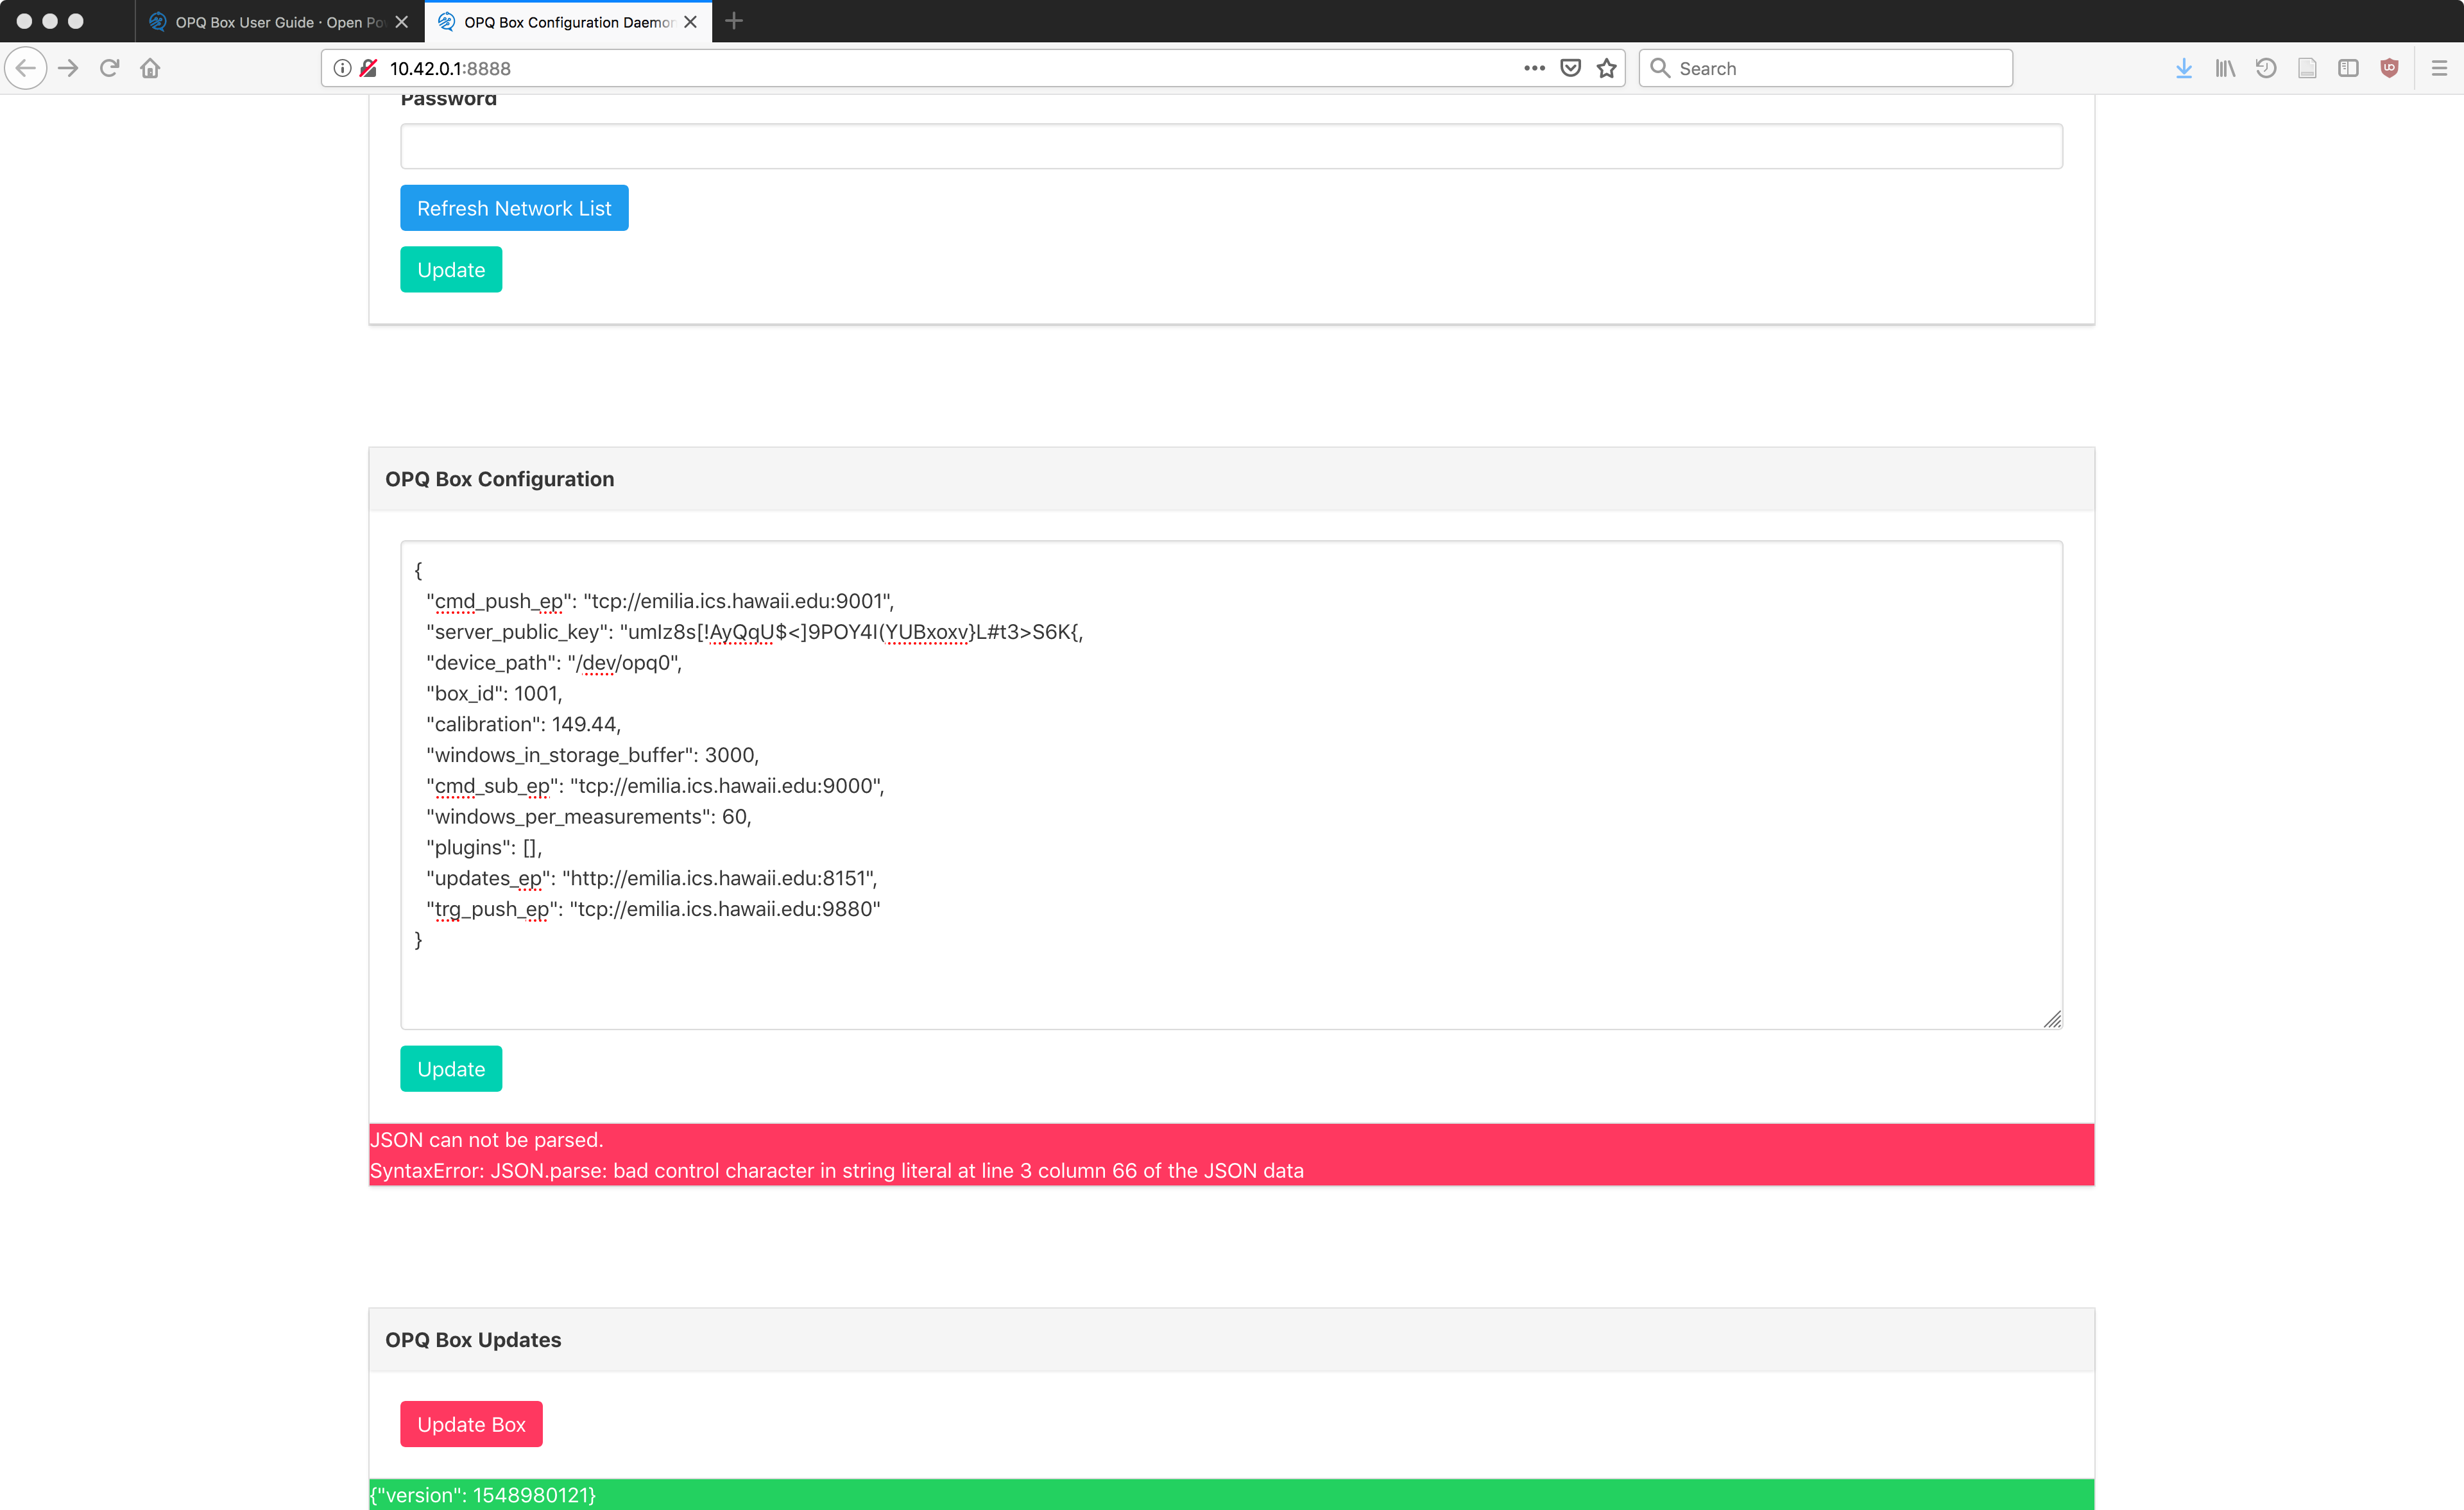 OPQ Box User Guide · Open Po
OPQ Box Configuration Daemon
10.42.0.1:8888
Search
Password
Refresh Network List
Update
OPQ Box Configuration
{
"cmd_push_ep": "tcp://emilia.ics.hawaii.edu:9001",
"server_public_key": "umIz8s[!AyQqU$<]9POY4I(YUBxoxv}L#t3>S6K{,
"device_path": "/dev/opq0",
"box_id": 1001,
"calibration": 149.44,
"windows_in_storage_buffer": 3000,
"cmd_sub_ep": "tcp://emilia.ics.hawaii.edu:9000",
"windows_per_measurements": 60,
"plugins": [],
"updates_ep": "http://emilia.ics.hawaii.edu:8151",
"trg_push_ep": "tcp://emilia.ics.hawaii.edu:9880"
}
Update
JSON can not be parsed.
SyntaxError: JSON.parse: bad control character in string literal at line 3 column 66 of the JSON data
OPQ Box Updates
Update Box
{"version": 1548980121}